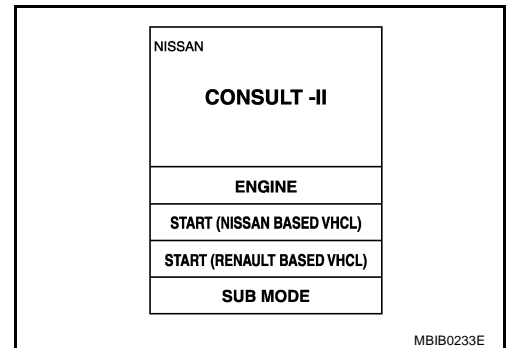 NISSAN
CONSULT -II
ENGINE
START (NISSAN BASED VHCL)
START (RENAULT BASED VHCL)
SUB MODE
MBIB0233E